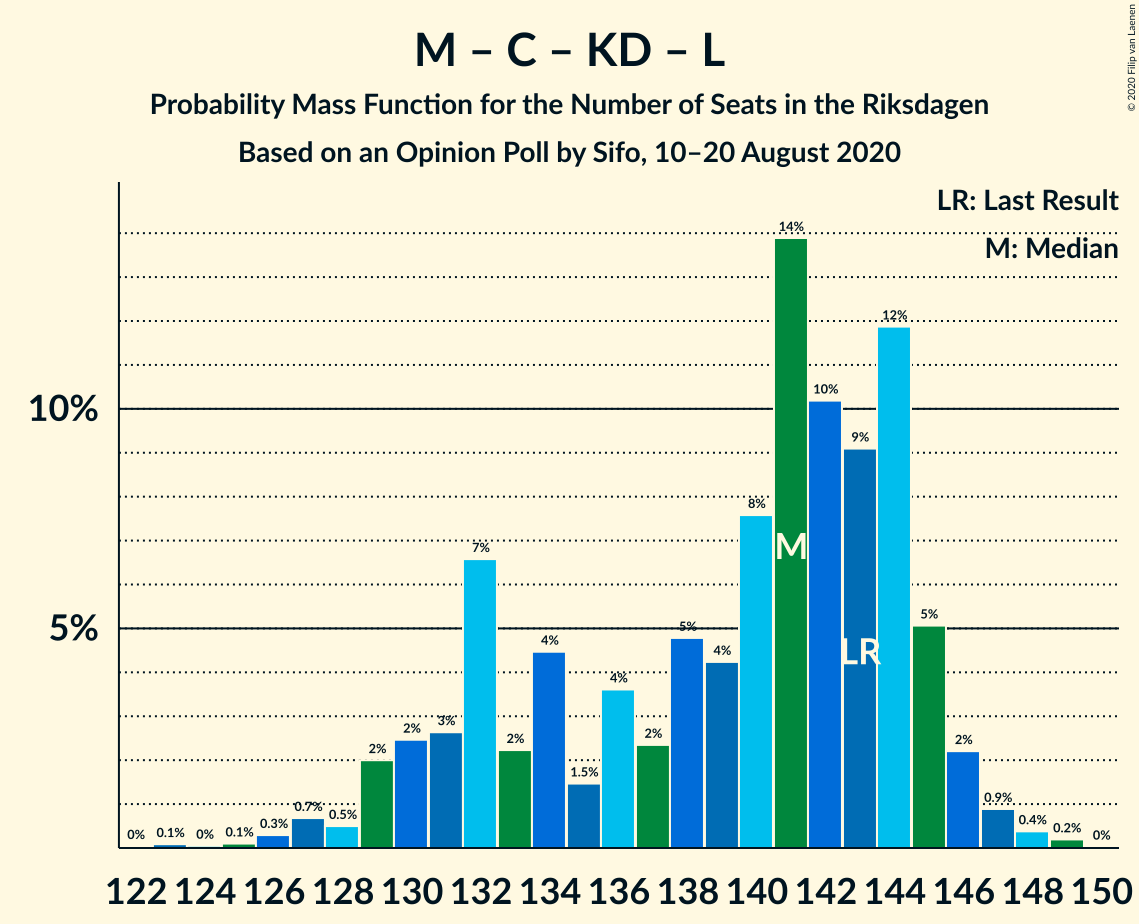 © 2020 Filip van Laenen
M – C – KD – L
Probability Mass Function for the Number of Seats in the Riksdagen
Based on an Opinion Poll by Sifo, 10–20 August 2020
LR: Last Result
M: Median
10%
5%
0% 0.1% 0% 0.1% 0.3% 0.7% 0.5% 2% 2% 3% 7% 2% 4% 1.5% 4% 2% 5% 4% 8% 14% 10% 9% 12% 5% 2% 0.9% 0.4% 0.2% 0%
M
LR
122 124 126 128 130 132 134 136 138 140 142 144 146 148 150